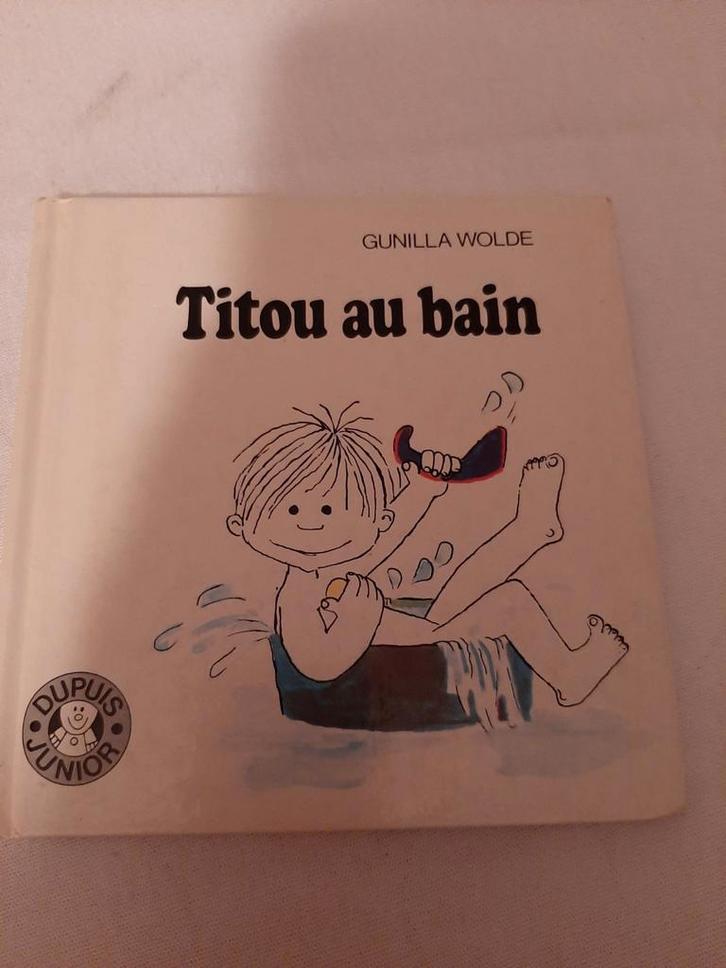 GUNILLA WOLDE
Titou au bain
DUPUIS
JUNIOR